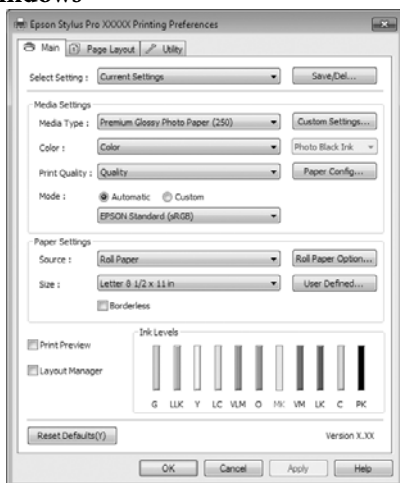 Epson Stylus Pro XXXXX Printing Preferences
Main Page Layout Utility
Select Setting : Current Settings Save/Del...
Media Settings
Media Type : Premium Glossy Photo Paper (250) Custom Settings...
Color : Color Photo Black Ink
Print Quality : Quality Paper Config...
Mode : Automatic Custom
EPSON Standard (sRGB)
Paper Settings
Source : Roll Paper Roll Paper Option...
Size : Letter 8 1/2 x 11 in User Defined...
Borderless
Ink Levels
Print Preview
Layout Manager
G LLK Y LC VLM O MK VM LK C PK
Reset Defaults(Y) Version X.XX
OK Cancel Apply Help